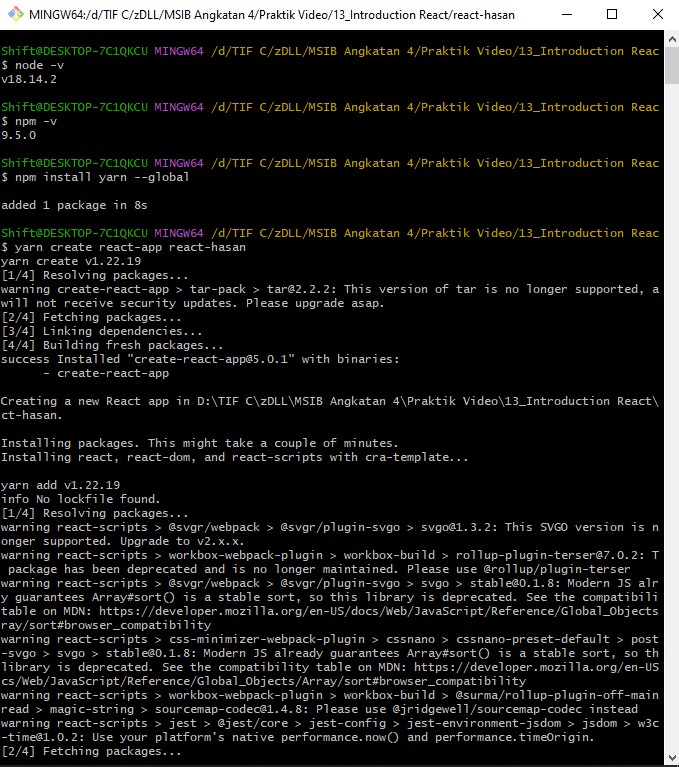 MINGW64:/d/TIF C/zDLL/MSIB Angkatan 4/Praktik Video/13_Introduction React/react-hasan
Shift@DESKTOP-7C1QKCU MINGW64 /d/TIF C/zDLL/MSIB Angkatan 4/Praktik Video/13_Introduction Reac
$ node -v
v18.14.2
Shift@DESKTOP-7C1QKCU MINGW64 /d/TIF C/zDLL/MSIB Angkatan 4/Praktik Video/13_Introduction Reac
$ npm -v
9.5.0
Shift@DESKTOP-7C1QKCU MINGW64 /d/TIF C/zDLL/MSIB Angkatan 4/Praktik Video/13_Introduction Reac
$ npm install yarn --global
added 1 package in 8s
Shift@DESKTOP-7C1QKCU MINGW64 /d/TIF C/zDLL/MSIB Angkatan 4/Praktik Video/13_Introduction Reac
$ yarn create react-app react-hasan
yarn create v1.22.19
[1/4] Resolving packages...
warning create-react-app > tar-pack > tar@2.2.2: This version of tar is no longer supported, a
will not receive security updates. Please upgrade asap.
[2/4] Fetching packages...
[3/4] Linking dependencies...
[4/4] Building fresh packages...
success Installed "create-react-app@5.0.1" with binaries:
- create-react-app
Creating a new React app in D:\TIF C\zDLL\MSIB Angkatan 4\Praktik Video\13_Introduction React\
ct-hasan.
Installing packages. This might take a couple of minutes.
Installing react, react-dom, and react-scripts with cra-template...
yarn add v1.22.19
info No lockfile found.
[1/4] Resolving packages...
warning react-scripts > @svgr/webpack > @svgr/plugin-svgo > svgo@1.3.2: This SVGO version is n
onger supported. Upgrade to v2.x.x.
warning react-scripts > workbox-webpack-plugin > workbox-build > rollup-plugin-terser@7.0.2: T
package has been deprecated and is no longer maintained. Please use @rollup/plugin-terser
warning react-scripts > @svgr/webpack > @svgr/plugin-svgo > svgo > stable@0.1.8: Modern JS alr
y guarantees Array#sort() is a stable sort, so this library is deprecated. See the compatibili
table on MDN: https://developer.mozilla.org/en-US/docs/Web/JavaScript/Reference/Global_Objects
ray/sort#browser_compatibility
warning react-scripts > css-minimizer-webpack-plugin > cssnano > cssnano-preset-default > post
-svgo > svgo > stable@0.1.8: Modern JS already guarantees Array#sort() is a stable sort, so th
library is deprecated. See the compatibility table on MDN: https://developer.mozilla.org/en-US
cs/Web/JavaScript/Reference/Global_Objects/Array/sort#browser_compatibility
warning react-scripts > workbox-webpack-plugin > workbox-build > @surma/rollup-plugin-off-main
read > magic-string > sourcemap-codec@1.4.8: Please use @jridgewell/sourcemap-codec instead
warning react-scripts > jest > @jest/core > jest-config > jest-environment-jsdom > jsdom > w3c
-time@1.0.2: Use your platform's native performance.now() and performance.timeOrigin.
[2/4] Fetching packages...